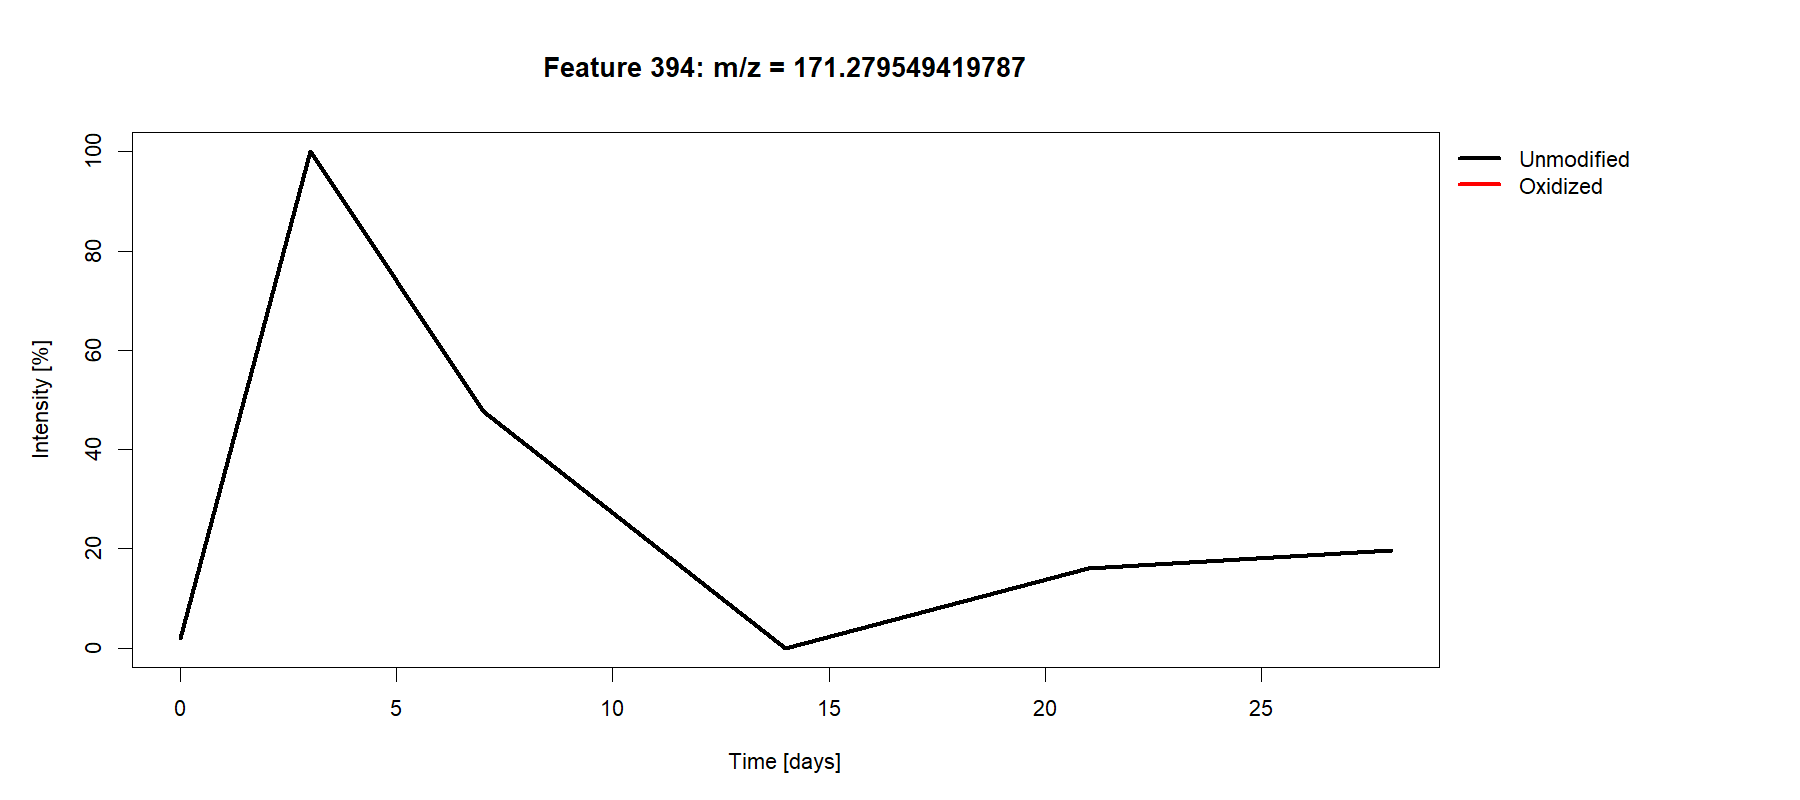 Feature 394: m/z = 171.279549419787
Unmodified
Oxidized
Intensity [%]
100
80
60
40
20
0
0 5 10 15 20 25
Time [days]